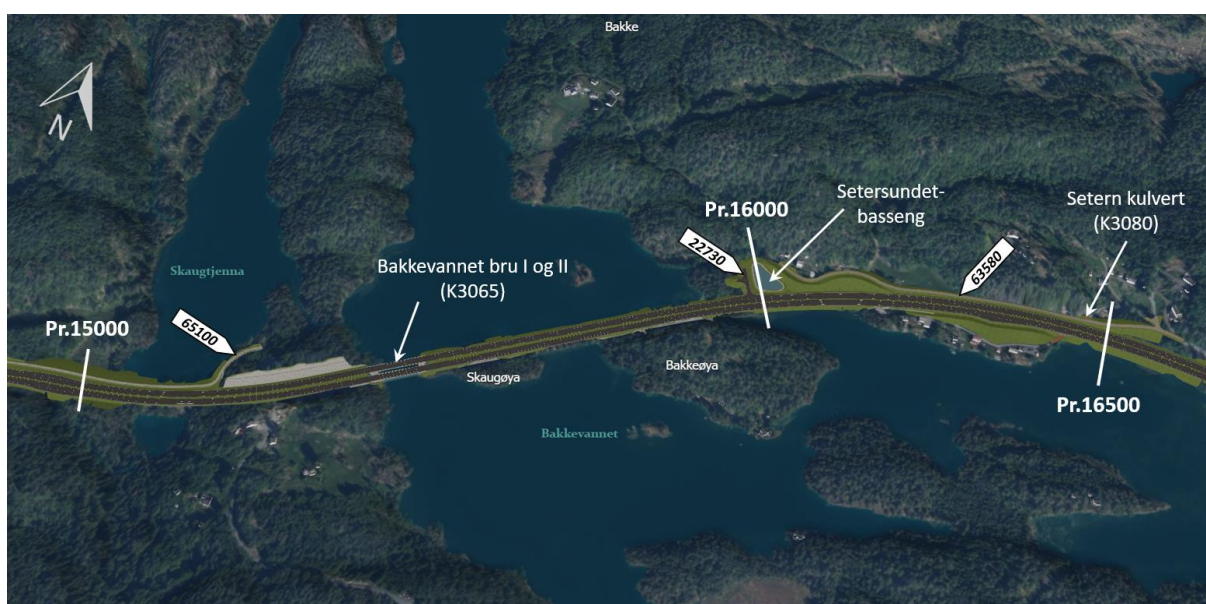 Bakke
N
Skaugtjenna
Bakkevannet bru I og II
(K3065)
Pr.15000
65100
Skaugøya
Bakkeøya
Bakkevannet
Pr.16000
22730
Setersundet-
basseng
63580
Setern kulvert
(K3080)
Pr.16500